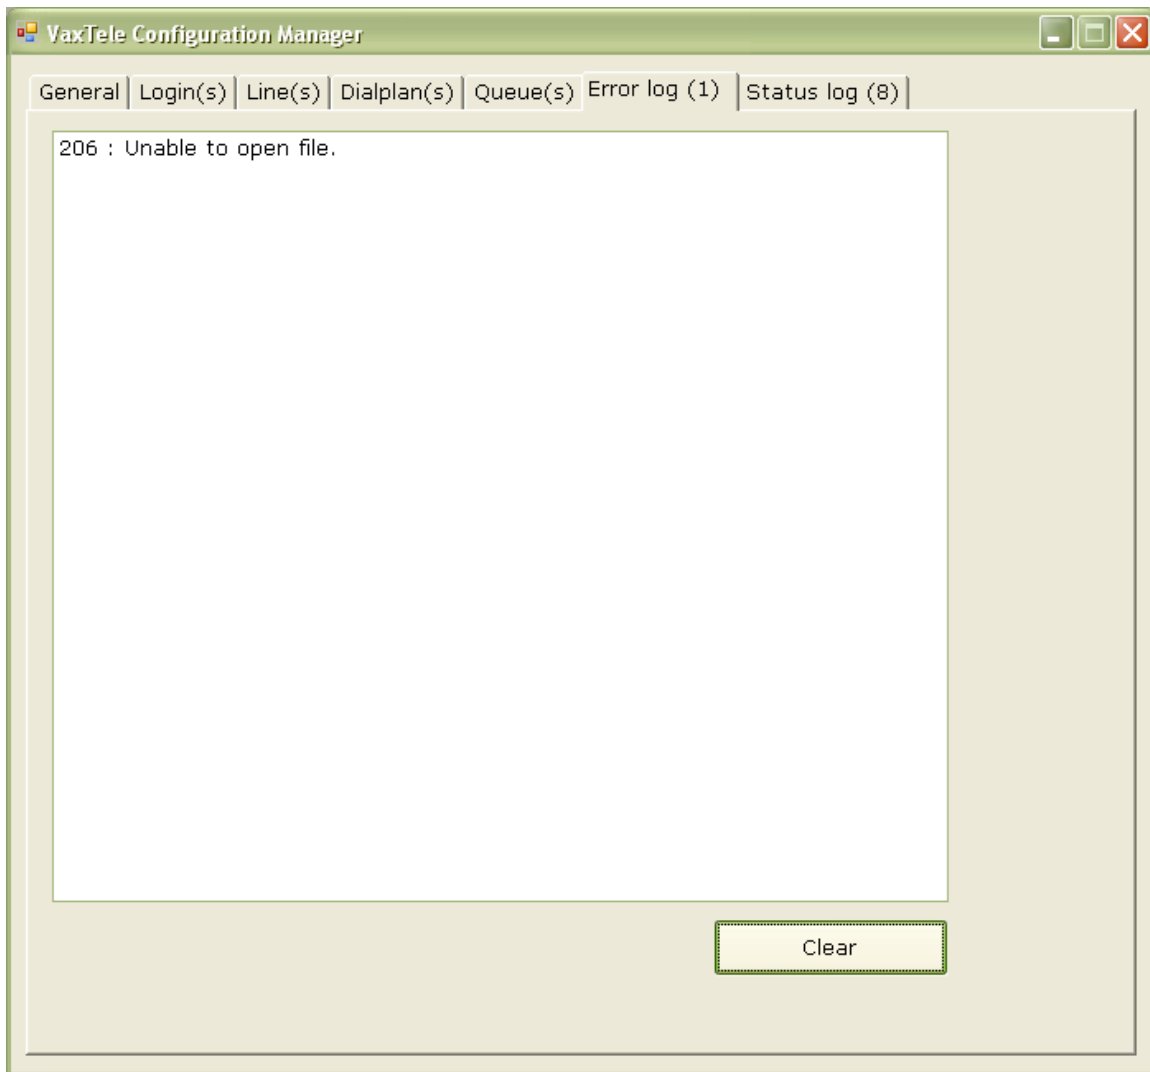 VaxTele Configuration Manager
General Login(s) Line(s) Dialplan(s) Queue(s) Error log (1) Status log (8)
206 : Unable to open file.
Clear